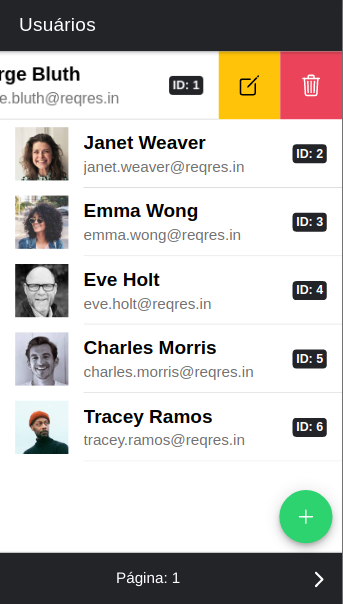 Usuários
rge Bluth
e.bluth@reqres.in
ID: 1
Janet Weaver
janet.weaver@reqres.in
ID: 2
Emma Wong
emma.wong@reqres.in
ID: 3
Eve Holt
eve.holt@reqres.in
ID: 4
Charles Morris
charles.morris@reqres.in
ID: 5
Tracey Ramos
tracey.ramos@reqres.in
ID: 6
Página: 1